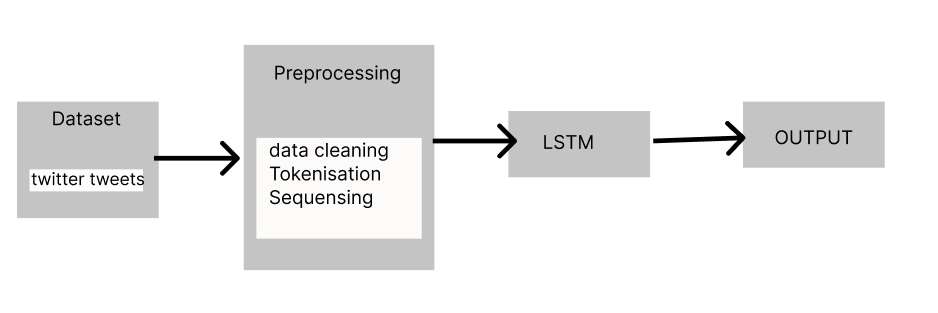 Dataset
twitter tweets
Preprocessing
data cleaning
Tokenisation
Sequensing
LSTM
OUTPUT